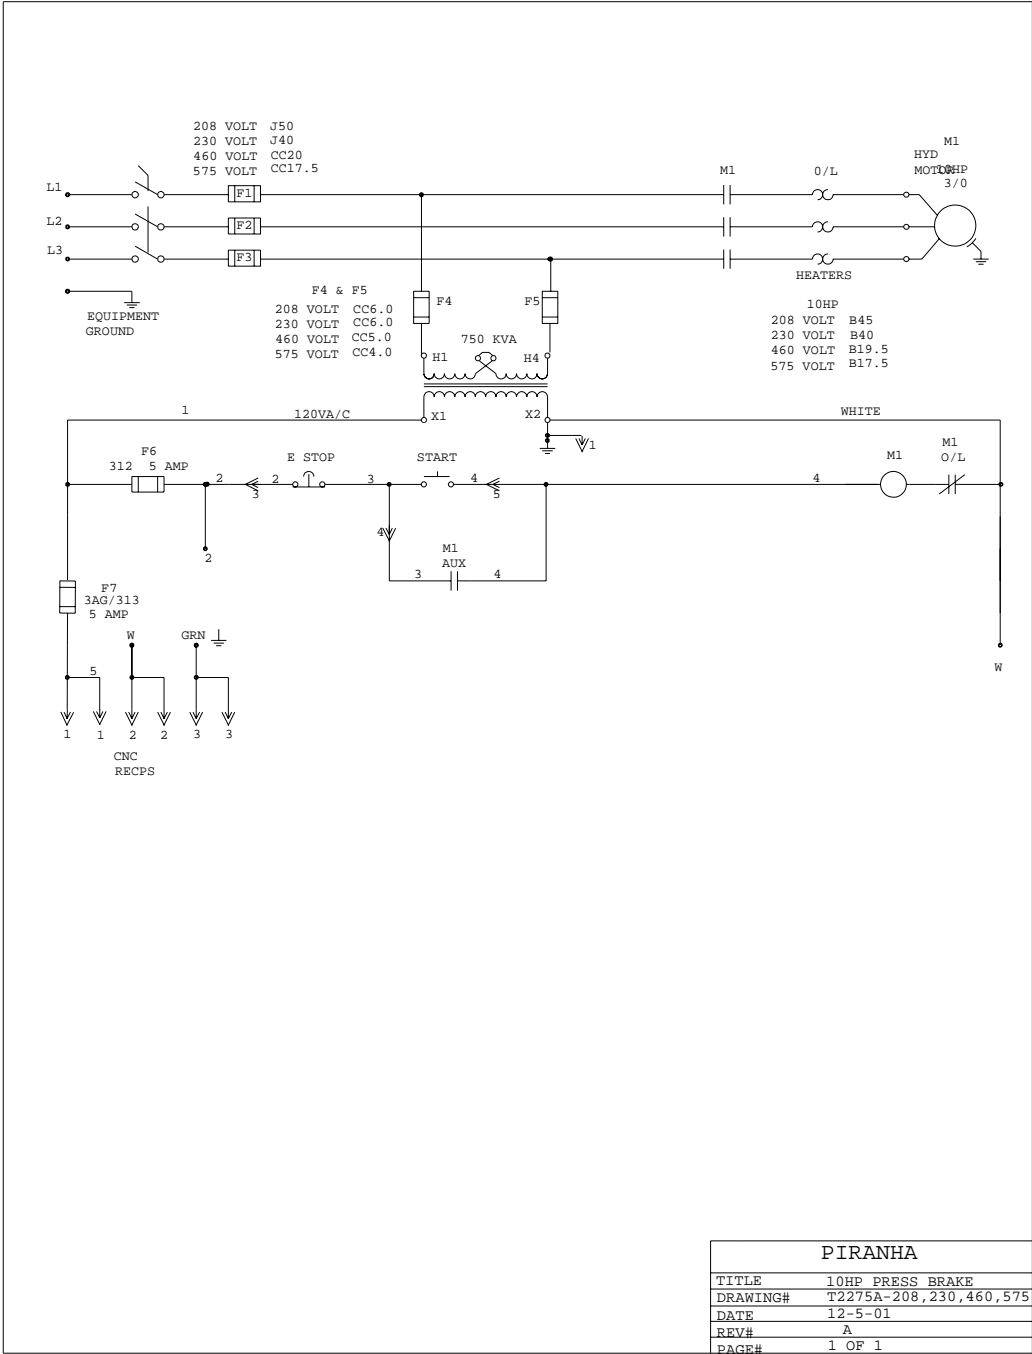 208 VOLT J50
230 VOLT J40
460 VOLT CC20
575 VOLT CC17.5
M1
HYD
MOTOR 10HP
3/0
M1
O/L
L1
F1
L2
F2
L3
F3
HEATERS
EQUIPMENT
GROUND
F4 & F5
208 VOLT CC6.0
230 VOLT CC6.0
460 VOLT CC5.0
575 VOLT CC4.0
F4
F5
750 KVA
H1
H4
10HP
208 VOLT B45
230 VOLT B40
460 VOLT B19.5
575 VOLT B17.5
1
120VA/C
X1
X2
WHITE
1
F6
312 5 AMP
E STOP
START
M1
M1
O/L
2
3
2
3
4
5
4
2
4
M1
AUX
3
4
F7
3AG/313
5 AMP
W
GRN
W
5
1
1
2
2
3
3
CNC
RECPS
PIRANHA
TITLE 10HP PRESS BRAKE
DRAWING# T2275A-208,230,460,575
DATE 12-5-01
REV# A
PAGE# 1 OF 1